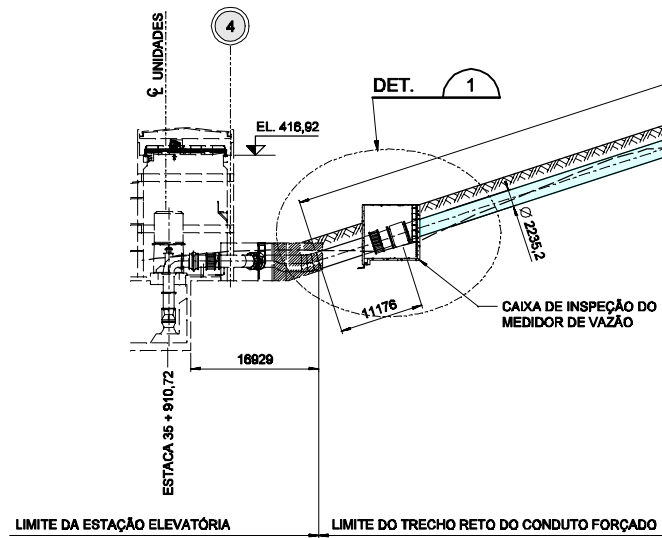 ℄ UNIDADES
4
DET. 1
EL. 416,92
Ø 2235,2
11176
CAIXA DE INSPEÇÃO DO
MEDIDOR DE VAZÃO
16929
ESTACA 35 + 910,72
LIMITE DA ESTAÇÃO ELEVATÓRIA
LIMITE DO TRECHO RETO DO CONDUTO FORÇADO